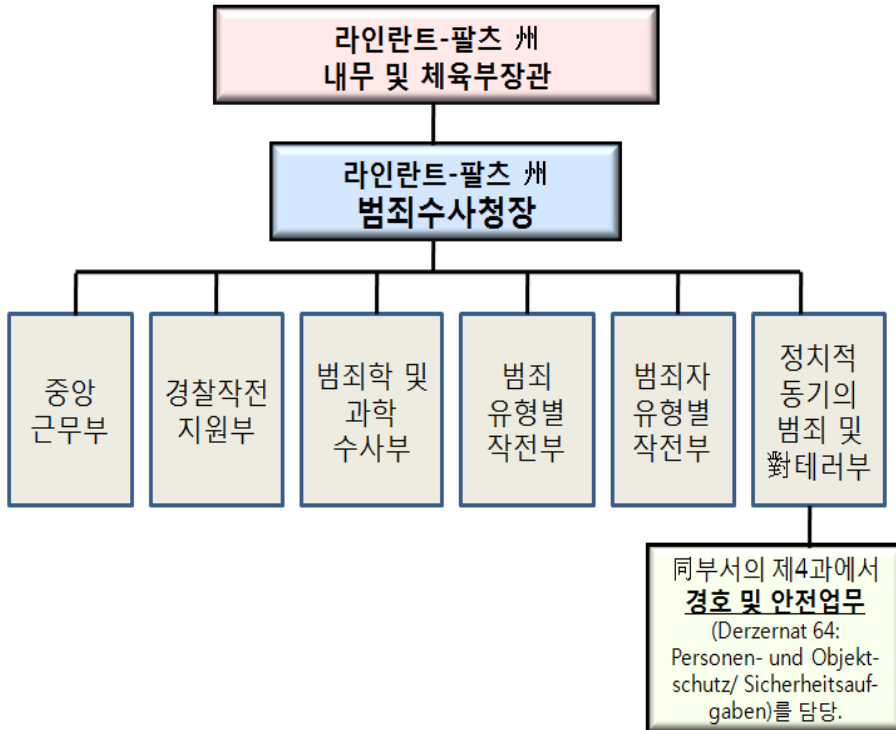 라인란트-팔츠 州
내무 및 체육부장관
라인란트-팔츠 州
범죄수사청장
중앙
근무부
경찰작전
지원부
범죄학 및
과학
수사부
범죄
유형별
작전부
범죄자
유형별
작전부
정치적
동기의
범죄 및
對테러부
同부서의 제4과에서
경호 및 안전업무
(Derzernat 64:
Personen- und Objekt-
schutz/ Sicherheitsauf-
gaben)를 담당.